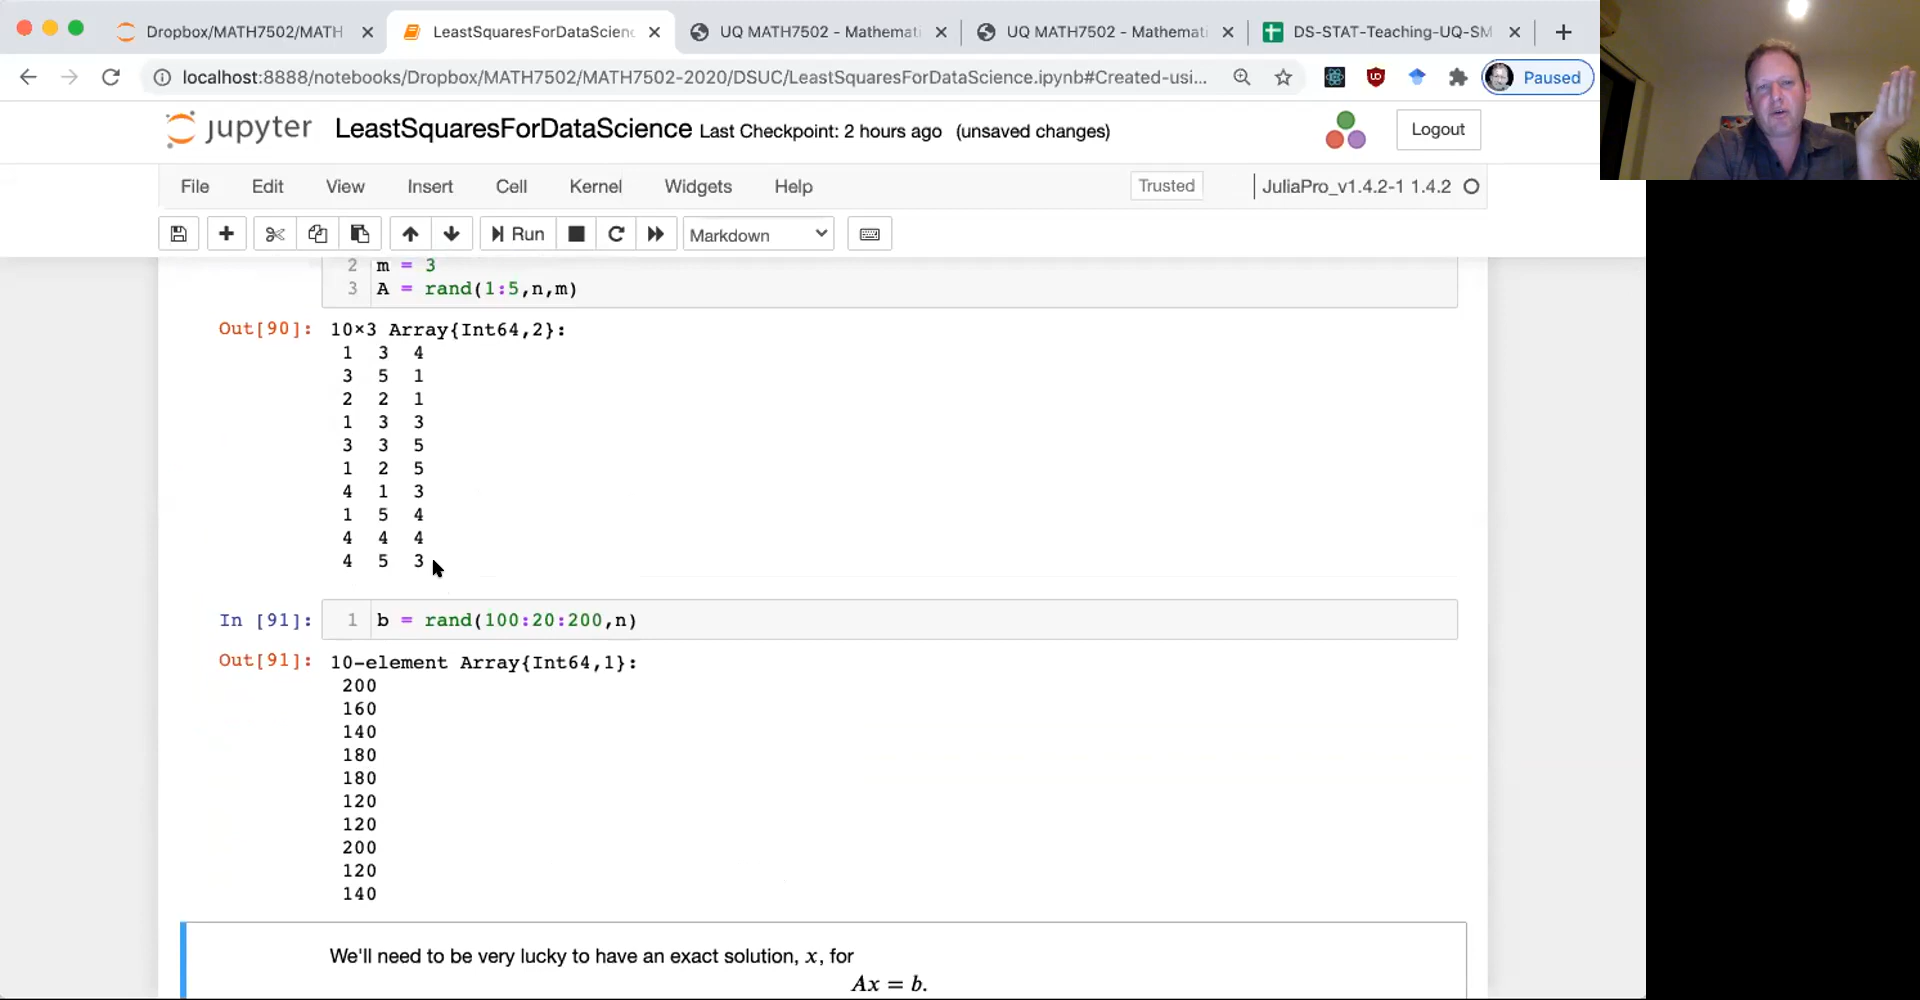 Dropbox/MATH7502/MATH
LeastSquaresForDataScienc
UQ MATH7502 - Mathemati
UQ MATH7502 - Mathemat
DS-STAT-Teaching-UQ-SM
localhost:8888/notebooks/Dropbox/MATH7502/MATH7502-2020/DSUC/LeastSquaresForDataScience.ipynb#Created-usi...
Paused
jupyter LeastSquaresForDataScience Last Checkpoint: 2 hours ago (unsaved changes)
Logout
File Edit View Insert Cell Kernel Widgets Help
Trusted
JuliaPro_v1.4.2-1 1.4.2
Run
Markdown
2 m = 3
3 A = rand(1:5,n,m)
Out[90]: 10×3 Array{Int64,2}:
1 3 4
3 5 1
2 2 1
1 3 3
3 3 5
1 2 5
4 1 3
1 5 4
4 4 4
4 5 3
In [91]: 1 b = rand(100:20:200,n)
Out[91]: 10-element Array{Int64,1}:
200
160
140
180
180
120
120
200
120
140
We'll need to be very lucky to have an exact solution, x, for
Ax = b.